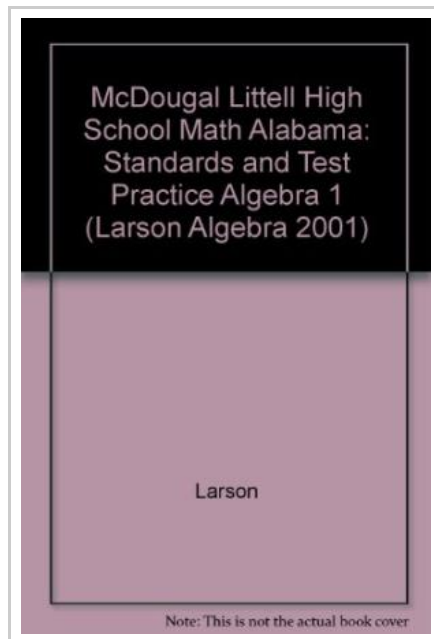 McDougal Littell High
School Math Alabama:
Standards and Test
Practice Algebra 1
(Larson Algebra 2001)
Larson
Note: This is not the actual book cover